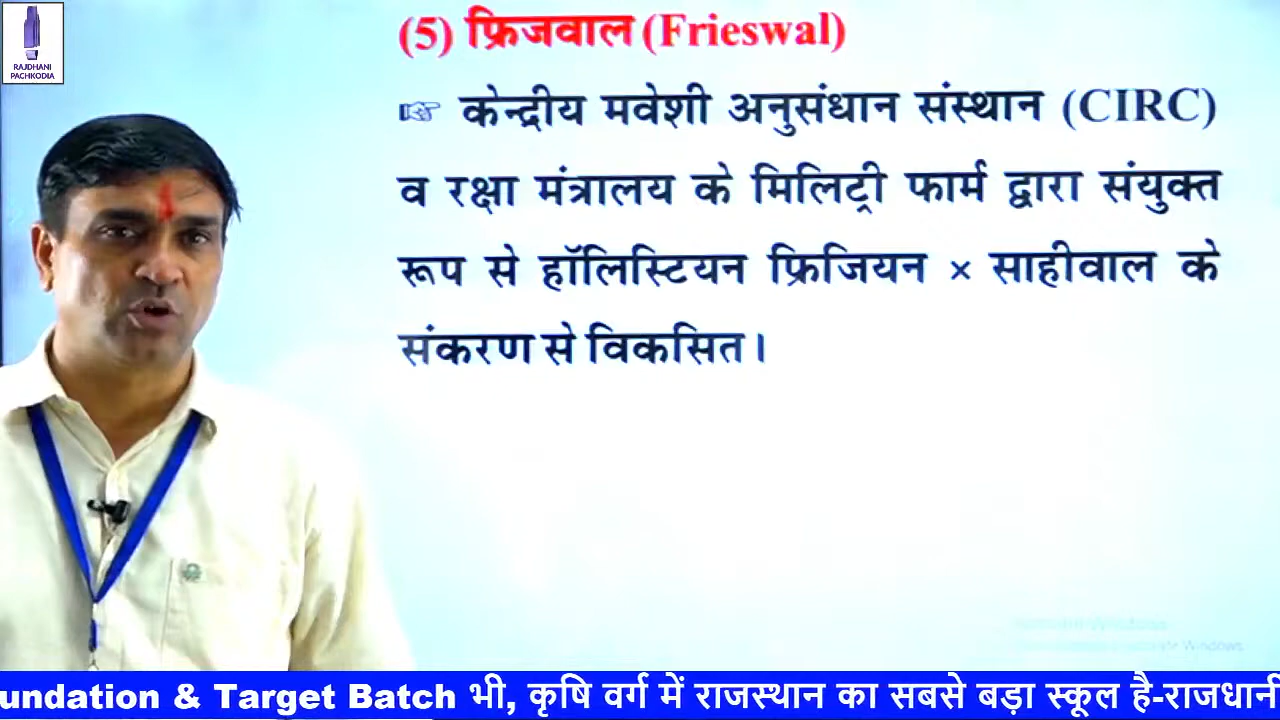 RAJDHANI
PACHKODIA
(5) फ्रिजवाल (Frieswal)
☞ केन्द्रीय मवेशी अनुसंधान संस्थान (CIRC)
व रक्षा मंत्रालय के मिलिट्री फार्म द्वारा संयुक्त
रूप से हॉलिस्टियन फ्रिजियन × साहीवाल के
संकरण से विकसित।
undation & Target Batch भी, कृषि वर्ग में राजस्थान का सबसे बड़ा स्कूल है-राजधानी